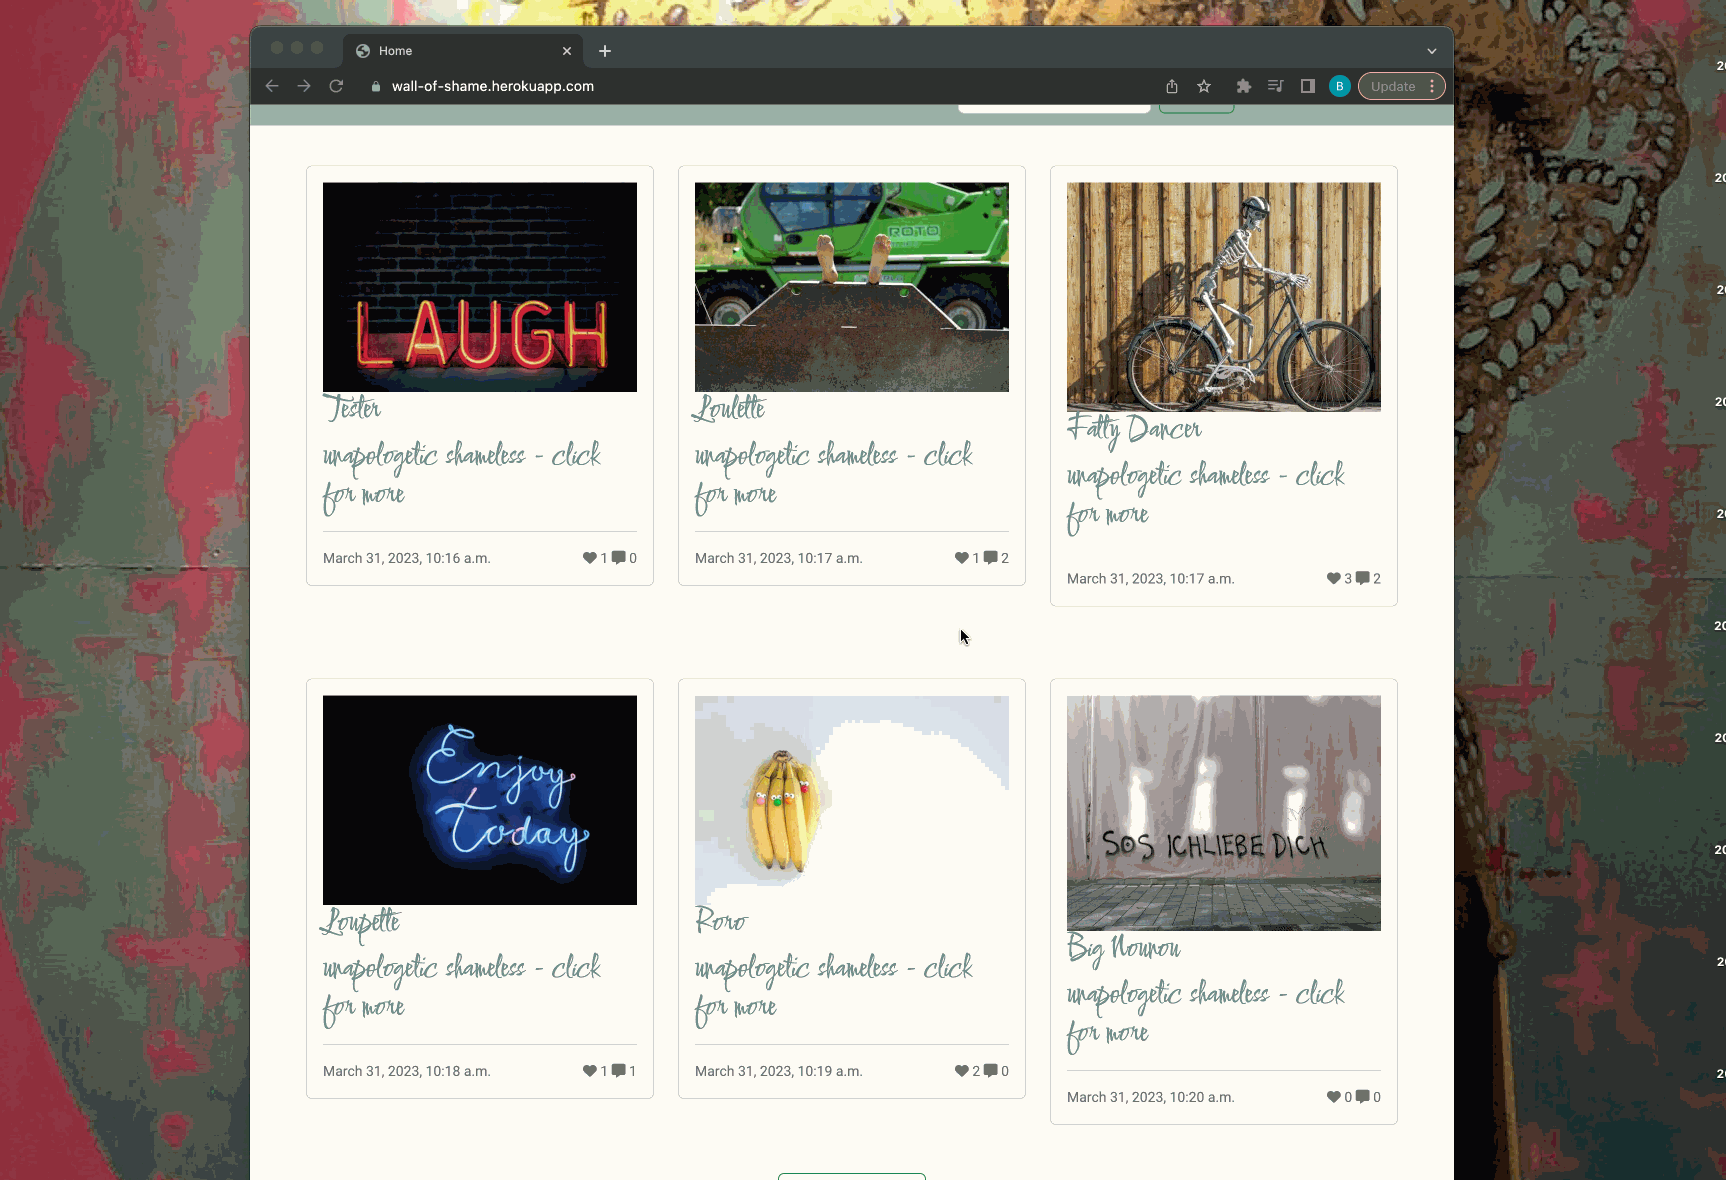 Home
wall-of-shame.herokuapp.com
B
Update
LAUGH
Tester
unapologetic shameless - click
for more
March 31, 2023, 10:16 a.m.
1
0
ROTO
Loulette
unapologetic shameless - click
for more
March 31, 2023, 10:17 a.m.
1
2
Fatty Dancer
unapologetic shameless - click
for more
March 31, 2023, 10:17 a.m.
3
2
Enjoy
Today
Loupette
unapologetic shameless - click
for more
March 31, 2023, 10:18 a.m.
1
1
Roro
unapologetic shameless - click
for more
March 31, 2023, 10:19 a.m.
2
0
SOS ICHLIEBE DICH
Big Nounou
unapologetic shameless - click
for more
March 31, 2023, 10:20 a.m.
0
0